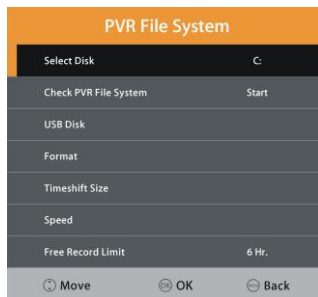 PVR File System
Select Disk C:
Check PVR File System Start
USB Disk
Format
Timeshift Size
Speed
Free Record Limit 6 Hr.
Move OK OK Back